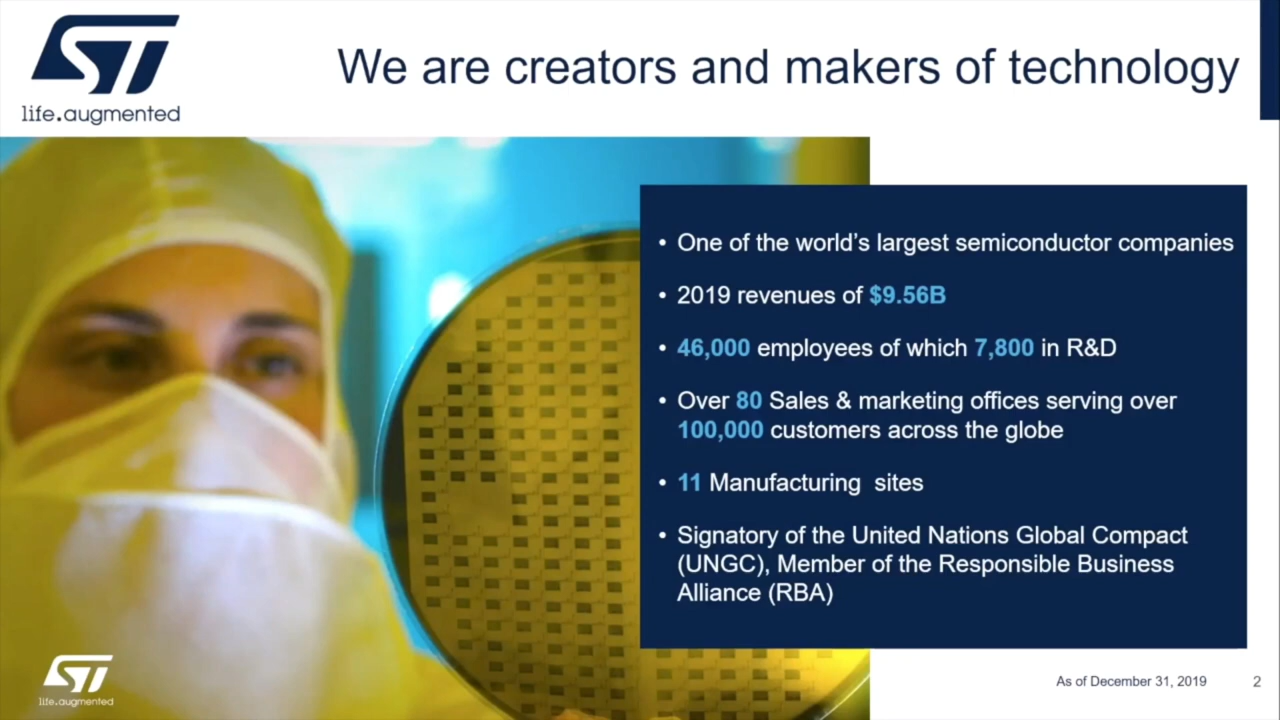 ST
life.augmented
We are creators and makers of technology
• One of the world’s largest semiconductor companies
• 2019 revenues of $9.56B
• 46,000 employees of which 7,800 in R&D
• Over 80 Sales & marketing offices serving over
100,000 customers across the globe
• 11 Manufacturing sites
• Signatory of the United Nations Global Compact
(UNGC), Member of the Responsible Business
Alliance (RBA)
ST
life.augmented
As of December 31, 2019
2